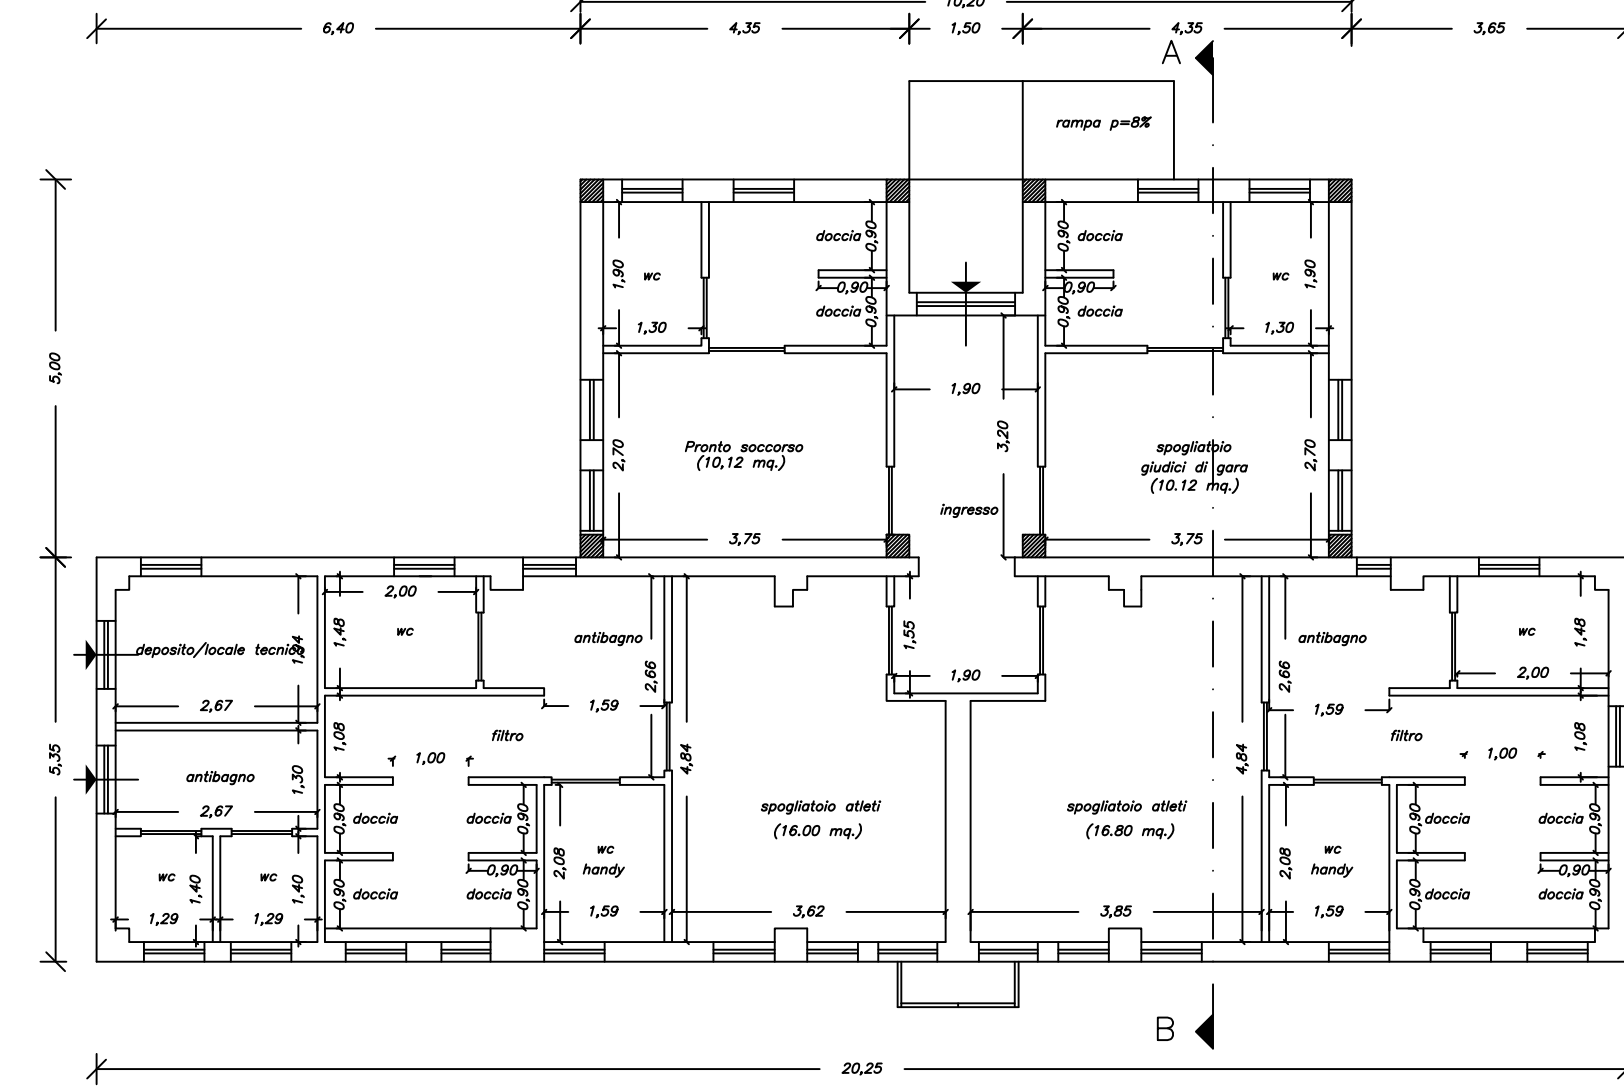 10,20
6,40 4,35 1,50 4,35 3,65
A
rampa p=8%
doccia 0,90 0,90 doccia
1,90 wc wc 1,90
0,90 0,90
doccia 0,90 0,90 doccia
1,30 1,30
5,00
1,90
3,20
2,70 Pronto soccorso
(10,12 mq.)
spogliatoio
giudici di gara
(10.12 mq.)
2,70
ingresso
3,75 3,75
2,00
1,48 wc antibagno 1,55 antibagno wc 1,48
deposito/locale tecnico 1,94
2,66 1,90 2,66 2,00
2,67 1,59 1,59
1,08 filtro filtro 1,08
5,35 1,00 4,84 4,84 1,00
antibagno 1,30
2,67
0,90 doccia doccia 0,90 0,90 doccia doccia 0,90
spogliatoio atleti
(16.00 mq.)
spogliatoio atleti
(16.80 mq.)
2,08 wc
handy
2,08 wc
handy
0,90 0,90
wc 1,40 wc 1,40
0,90 doccia doccia 0,90 0,90 doccia doccia 0,90
1,29 1,29 1,59 3,62 3,85 1,59
B
20,25